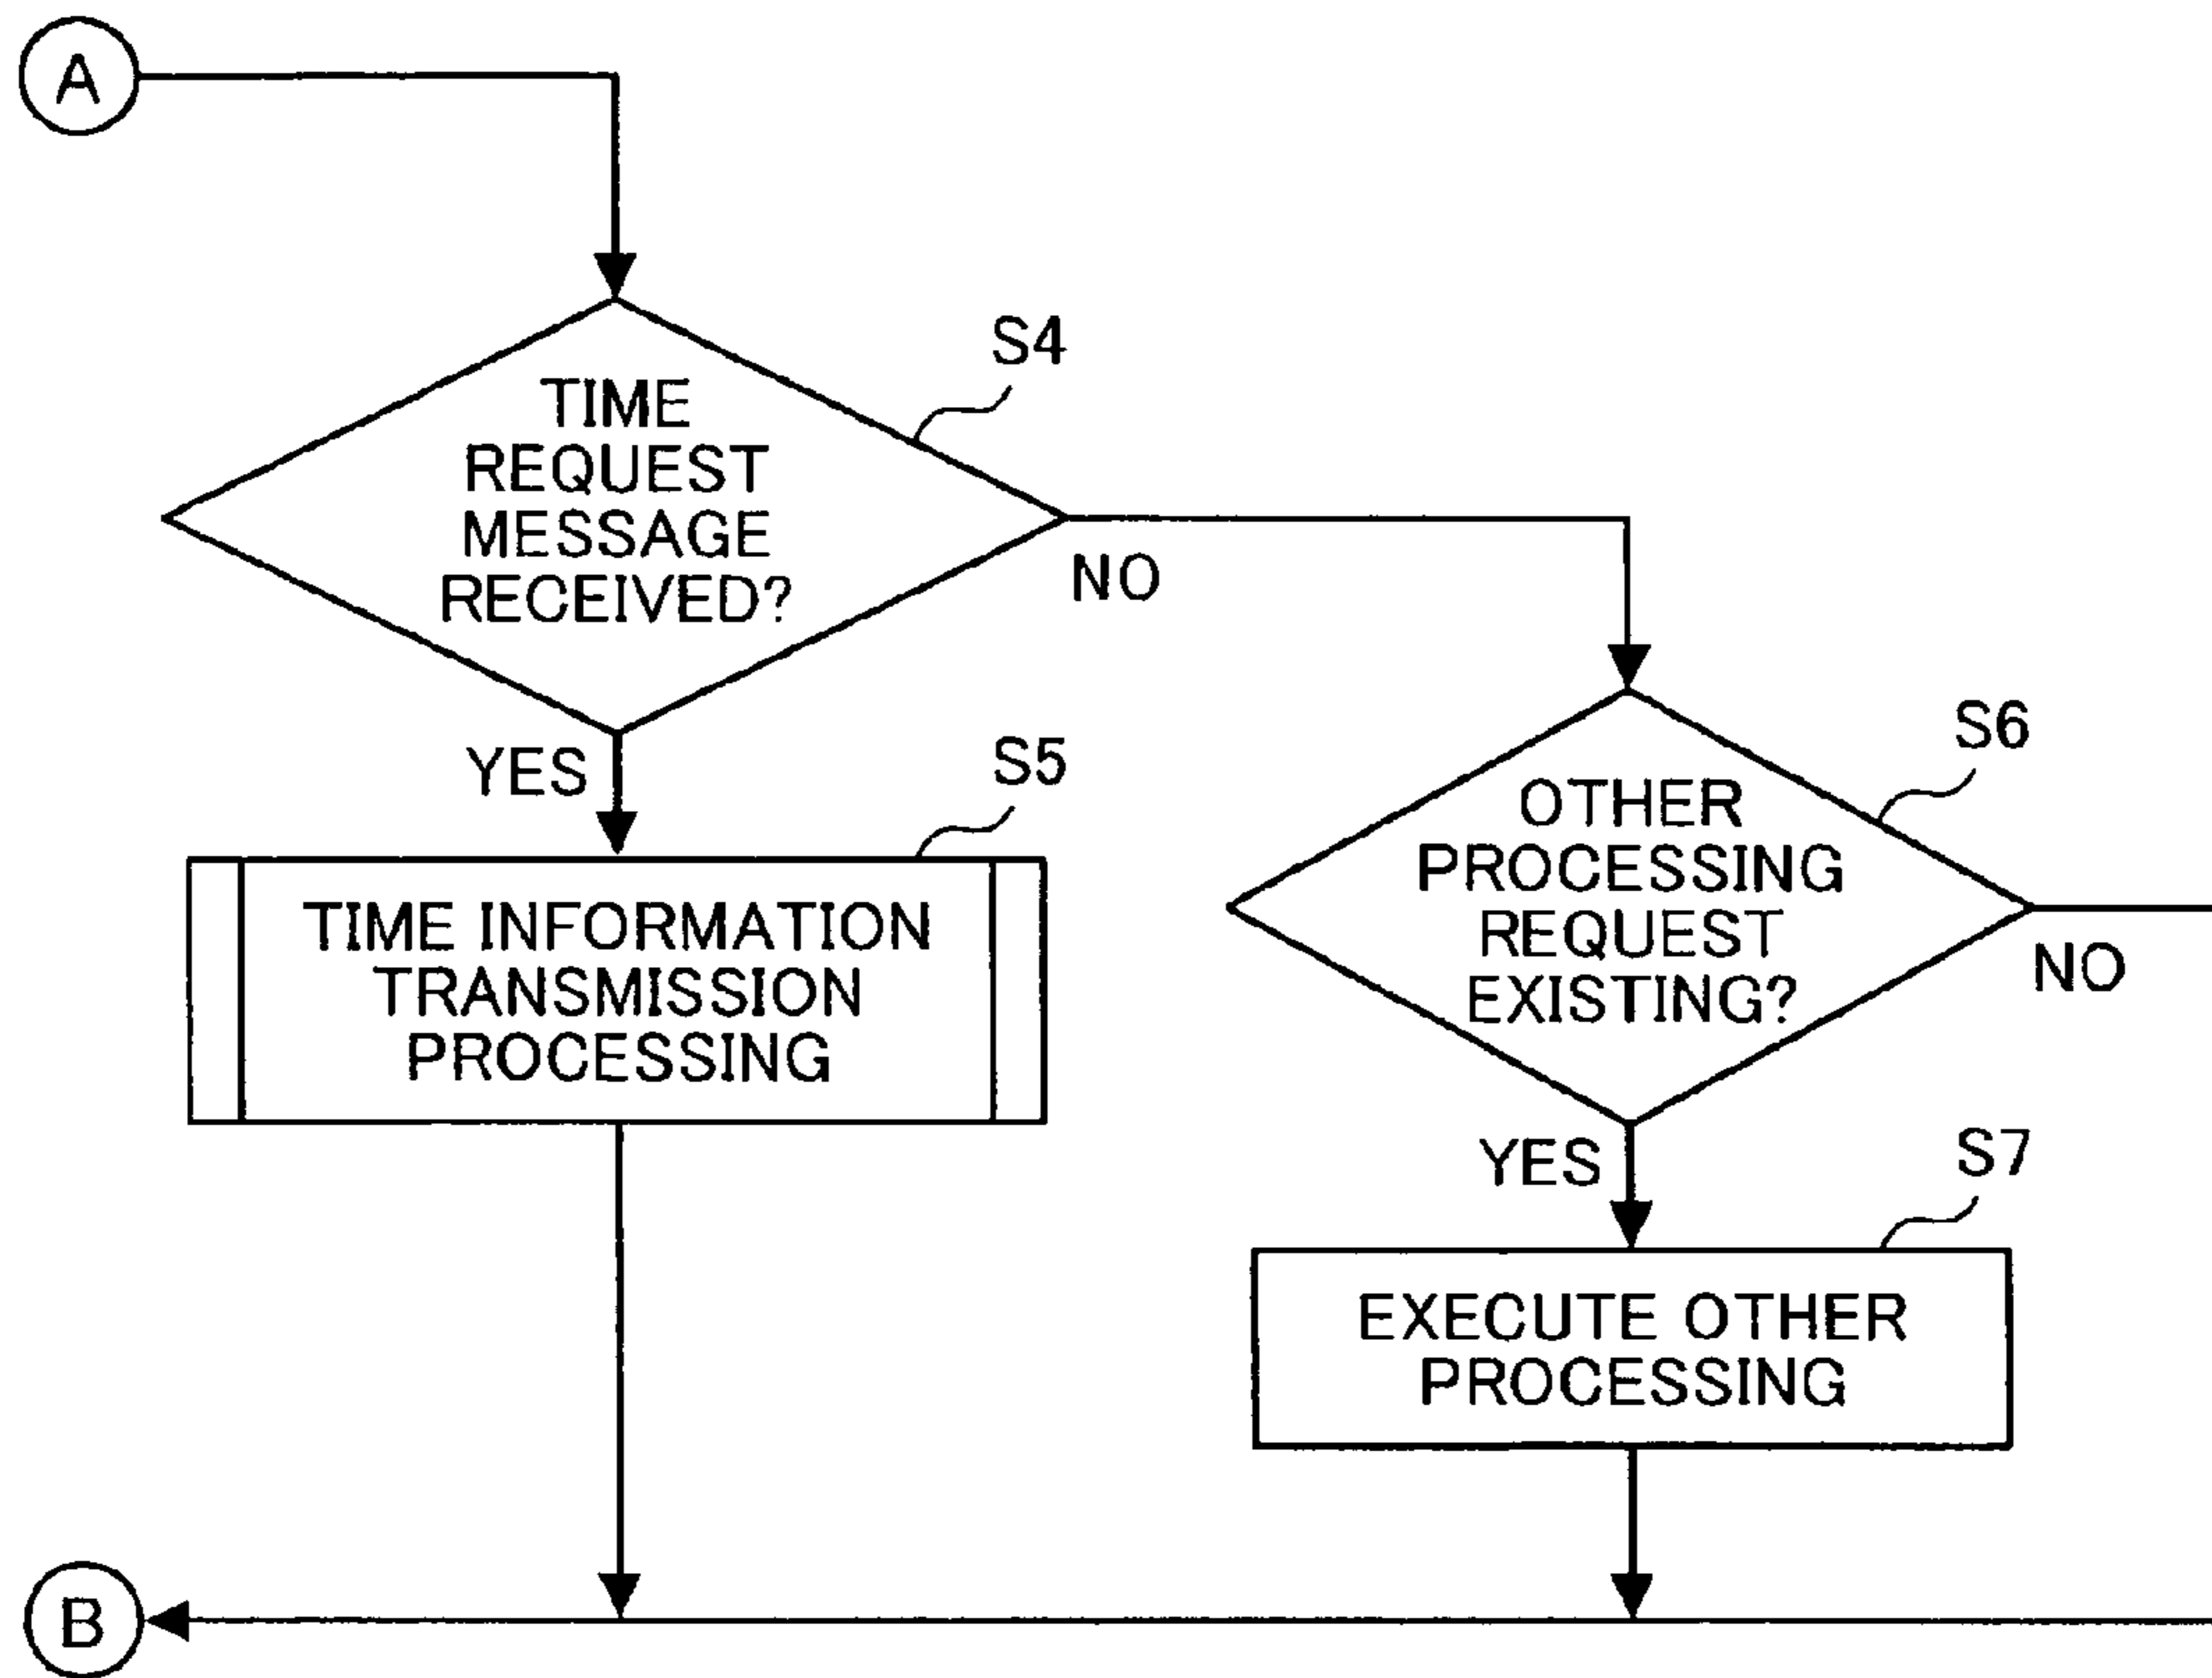 A
S4
TIME
REQUEST
MESSAGE
RECEIVED?
NO
YES
S5
TIME INFORMATION
TRANSMISSION
PROCESSING
S6
OTHER
PROCESSING
REQUEST
EXISTING?
NO
YES
S7
EXECUTE OTHER
PROCESSING
B